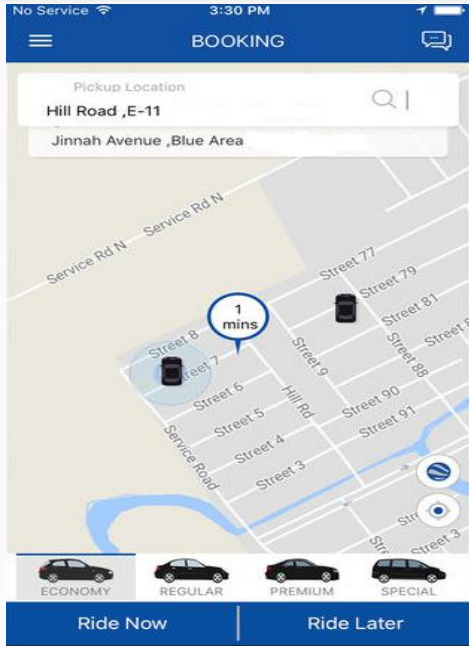 No Service 3:30 PM
BOOKING
Pickup Location
Hill Road ,E-11
Jinnah Avenue ,Blue Area
Service Rd N
Service Rd N
Street 77
Street 79
Street 81
Street 88
1
mins
Street 8
Street 7
Street 9
Street 6
Hill Rd
Street 90
Street 5
Street 91
Street 4
Service Road
Street 3
Street 3
ECONOMY REGULAR PREMIUM SPECIAL
Ride Now Ride Later